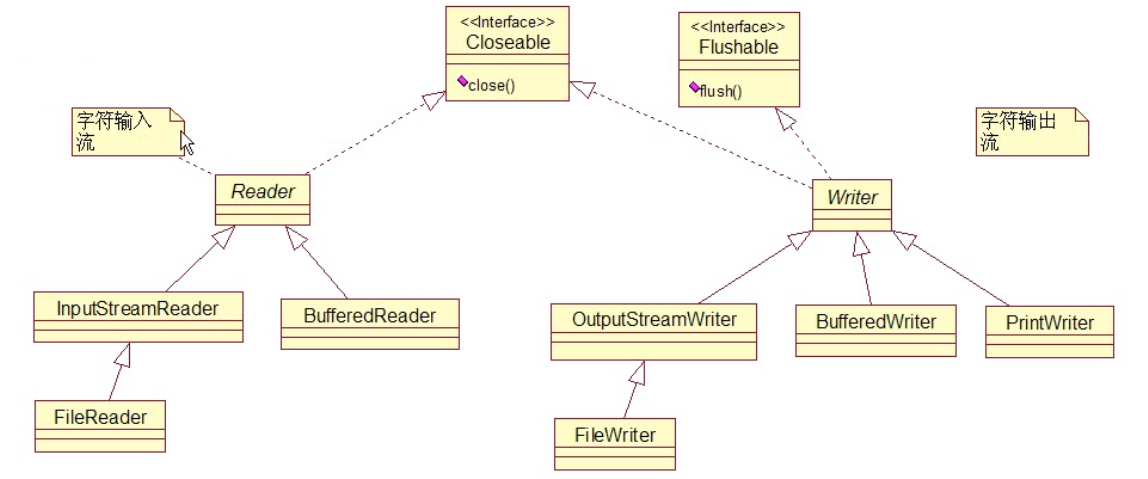 <<Interface>>
Closeable
close()
<<Interface>>
Flushable
flush()
字符输入
流
字符输出
流
Reader
Writer
InputStreamReader
BufferedReader
OutputStreamWriter
BufferedWriter
PrintWriter
FileReader
FileWriter